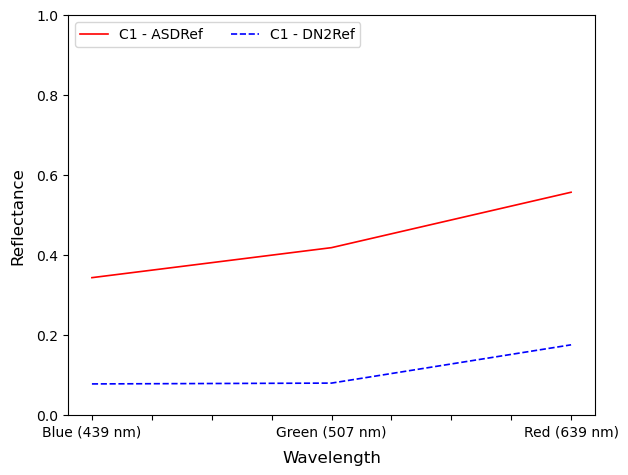 C1 - ASDRef
C1 - DN2Ref
1.0
0.8
0.6
0.4
0.2
0.0
Reflectance
Blue (439 nm)
Green (507 nm)
Red (639 nm)
Wavelength